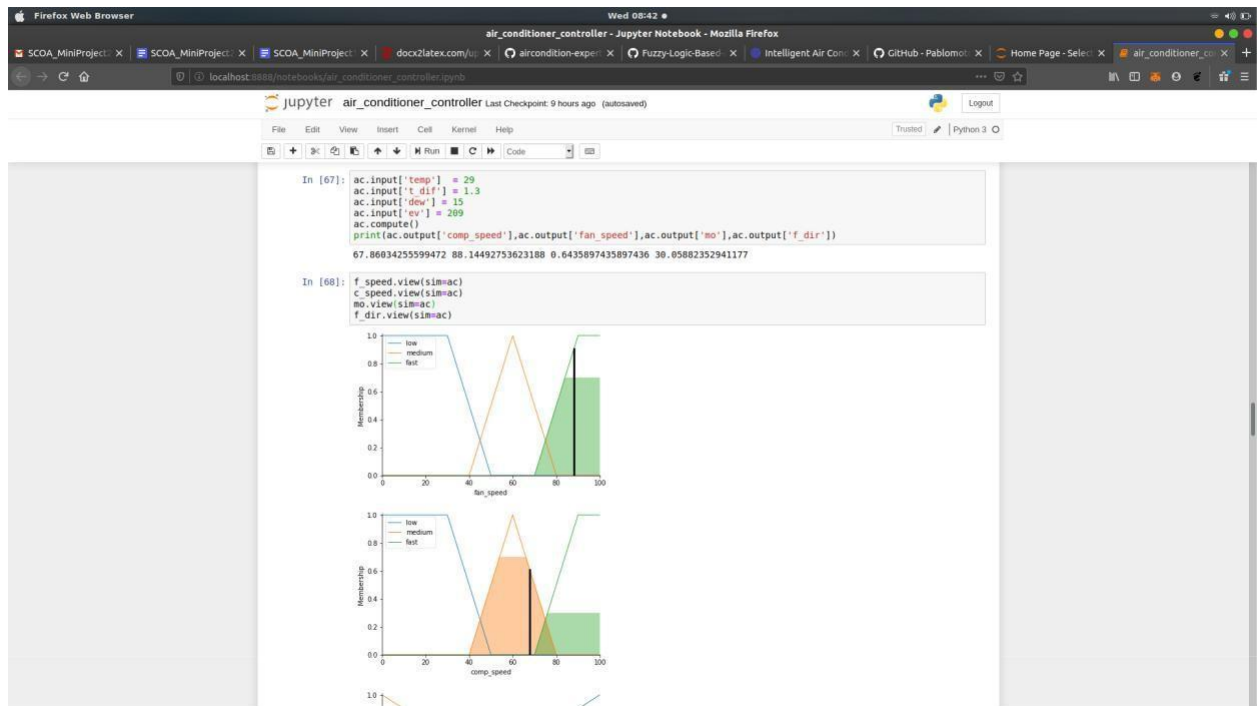 Firefox Web Browser
Wed 08:42
air_conditioner_controller - Jupyter Notebook - Mozilla Firefox
SCOA_MiniProject: SCOA_MiniProject: SCOA_MiniProject docx2latex.com/up aircondition-exper Fuzzy-Logic-Based- Intelligent Air Con GitHub - Pablomot Home Page - Select air_conditioner_co
localhost:8888/notebooks/air_conditioner_controller.ipynb
jupyter air_conditioner_controller Last Checkpoint: 9 hours ago (autosaved)
Logout
File Edit View Insert Cell Kernel Help
Trusted Python 3
Run Code
In [67]: ac.input['temp'] = 29
ac.input['t_dif'] = 1.3
ac.input['dew'] = 15
ac.input['ev'] = 209
ac.compute()
print(ac.output['comp_speed'],ac.output['fan_speed'],ac.output['mo'],ac.output['f_dir'])
67.86034255599472 88.14492753623188 0.6435897435897436 30.05882352941177
In [68]: f_speed.view(sim=ac)
c_speed.view(sim=ac)
mo.view(sim=ac)
f_dir.view(sim=ac)
1.0
0.8
0.6
0.4
0.2
0.0
Membership
low
medium
fast
0 20 40 60 80 100
fan_speed
1.0
0.8
0.6
0.4
0.2
0.0
Membership
low
medium
fast
0 20 40 60 80 100
comp_speed
1.0